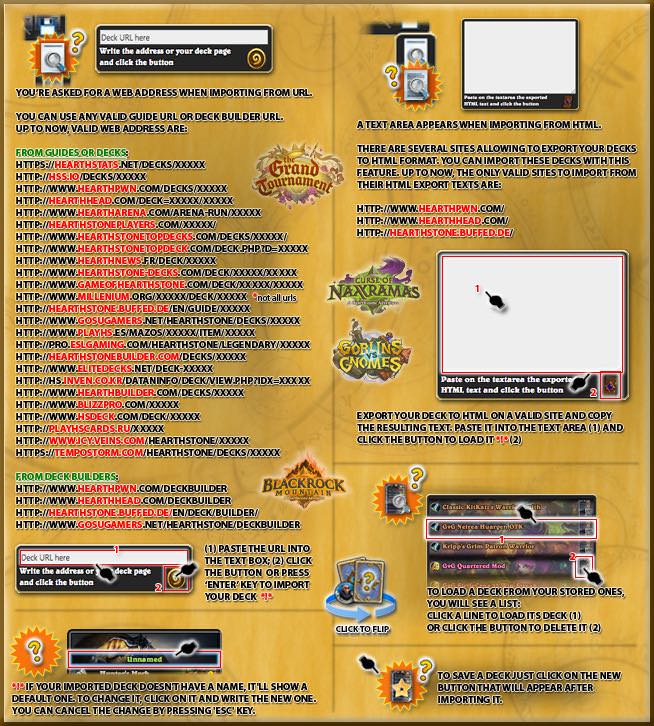 Deck URL here
Write the address or your deck page
and click the button
YOU'RE ASKED FOR A WEB ADDRESS WHEN IMPORTING FROM URL.
YOU CAN USE ANY VALID GUIDE URL OR DECK BUILDER URL.
UP TO NOW, VALID WEB ADDRESS ARE:
FROM GUIDES OR DECKS:
HTTPS://HEARTHSTATS.NET/DECKS/XXXXX
HTTP://HSS.IO/DECKS/XXXXX
HTTP://WWW.HEARTHPWN.COM/DECKS/XXXXX
HTTP://HEARTHHEAD.COM/DECK=XXXXX/XXXXX
HTTP://WWW.HEARTHARENA.COM/ARENA-RUN/XXXXX
HTTP://HEARTHSTONEPLAYERS.COM/XXXXX/
HTTP://WWW.HEARTHSTONETOPDECKS.COM/DECKS/XXXXX/
HTTP://WWW.HEARTHSTONETOPDECK.COM/DECK.PHP?D=XXXXX
HTTP://WWW.HEARTHNEWS.FR/DECK/XXXXX
HTTP://WWW.HEARTHSTONE-DECKS.COM/DECK/XXXXX/XXXXX
HTTP://WWW.GAMEOFHEARTHSTONE.COM/DECK/XXXXX/XXXXX
HTTP://WWW.MILLENIUM.ORG/XXXXX/DECK/XXXXX *not all urls
HTTP://HEARTHSTONE.BUFFED.DE/EN/GUIDE/XXXXX
HTTP://WWW.GOSUGAMERS.NET/HEARTHSTONE/DECKS/XXXXX
HTTP://WWW.PLAYHS.ES/MAZOS/XXXXX/ITEM/XXXXX
HTTP://PRO.ESLGAMING.COM/HEARTHSTONE/LEGENDARY/XXXXX
HTTP://HEARTHSTONEBUILDER.COM/DECKS/XXXXX
HTTP://WWW.ELITEDECKS.NET/DECK-XXXXX
HTTP://HS.INVEN.CO.KR/DATANINFO/DECK/VIEW.PHP?IDX=XXXXX
HTTP://WWW.HEARTHBUILDER.COM/DECKS/XXXXX
HTTP://WWW.BLIZZPRO.COM/XXXXX
HTTP://WWW.HSDECK.COM/DECK/XXXXX
HTTP://PLAYHSCARDS.RU/XXXXX
HTTP://WWW.ICY-VEINS.COM/HEARTHSTONE/XXXXX
HTTPS://TEMPOSTORM.COM/HEARTHSTONE/DECKS/XXXXX
FROM DECK BUILDERS:
HTTP://WWW.HEARTHPWN.COM/DECKBUILDER
HTTP://WWW.HEARTHHEAD.COM/DECKBUILDER
HTTP://HEARTHSTONE.BUFFED.DE/EN/DECK/BUILDER/
HTTP://WWW.GOSUGAMERS.NET/HEARTHSTONE/DECKBUILDER
Deck URL here
1
Write the address or your deck page
and click the button
2
(1) PASTE THE URL INTO
THE TEXT BOX; (2) CLICK
THE BUTTON OR PRESS
'ENTER' KEY TO IMPORT
YOUR DECK *!*
Unnamed
*!* IF YOUR IMPORTED DECK DOESN'T HAVE A NAME, IT'LL SHOW A
DEFAULT ONE. TO CHANGE IT, CLICK ON IT AND WRITE THE NEW ONE.
YOU CAN CANCEL THE CHANGE BY PRESSING 'ESC' KEY.
the
Grand
Tournament
CURSE OF
NAXXRAMAS
GOBLINS
VS
GNOMES
BLACKROCK
MOUNTAIN
CLICK TO FLIP
Paste on the textarea the exported
HTML text and click the button
A TEXT AREA APPEARS WHEN IMPORTING FROM HTML.
THERE ARE SEVERAL SITES ALLOWING TO EXPORT YOUR DECKS
TO HTML FORMAT. YOU CAN IMPORT THESE DECKS WITH THIS
FEATURE. UP TO NOW, THE ONLY VALID SITES TO IMPORT FROM
THEIR HTML EXPORT TEXTS ARE:
HTTP://WWW.HEARTHPWN.COM/
HTTP://WWW.HEARTHHEAD.COM/
HTTP://HEARTHSTONE.BUFFED.DE/
1
Paste on the textarea the exported
HTML text and click the button
2
EXPORT YOUR DECK TO HTML ON A VALID SITE AND COPY
THE RESULTING TEXT. PASTE IT INTO THE TEXT AREA (1) AND
CLICK THE BUTTON TO LOAD IT *!* (2)
Classic KitKatz's Warrior
GvG Neirea Huargen OTK
1
Kripp's Grim Patron Warrior
2
GvG Quartered Mod
TO LOAD A DECK FROM YOUR STORED ONES,
YOU WILL SEE A LIST:
CLICK A LINE TO LOAD ITS DECK (1)
OR CLICK THE BUTTON TO DELETE IT (2)
TO SAVE A DECK JUST CLICK ON THE NEW
BUTTON THAT WILL APPEAR AFTER
IMPORTING IT.